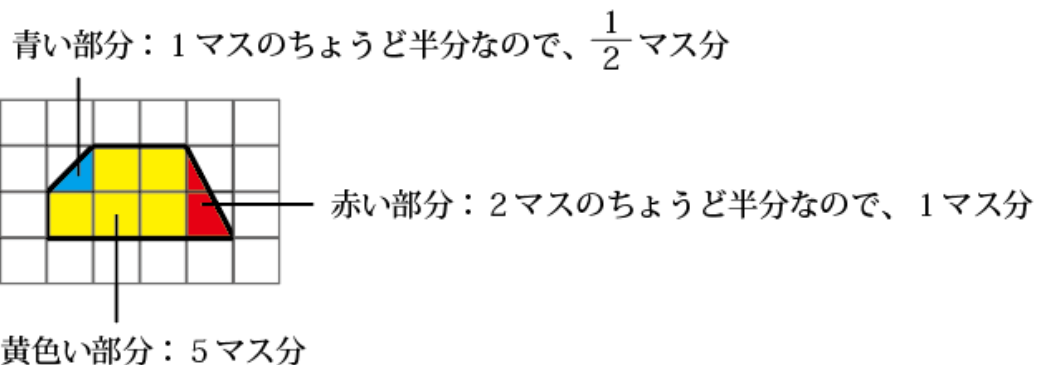 青い部分：１マスのちょうど半分なので、1/2マス分
赤い部分：２マスのちょうど半分なので、１マス分
黄色い部分：５マス分